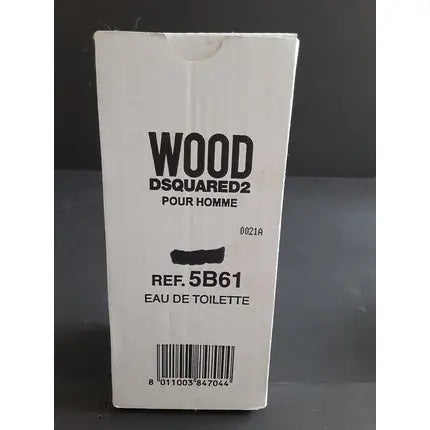 WOOD
DSQUARED2
POUR HOMME
0021A
REF. 5B61
EAU DE TOILETTE
8 011003 847044